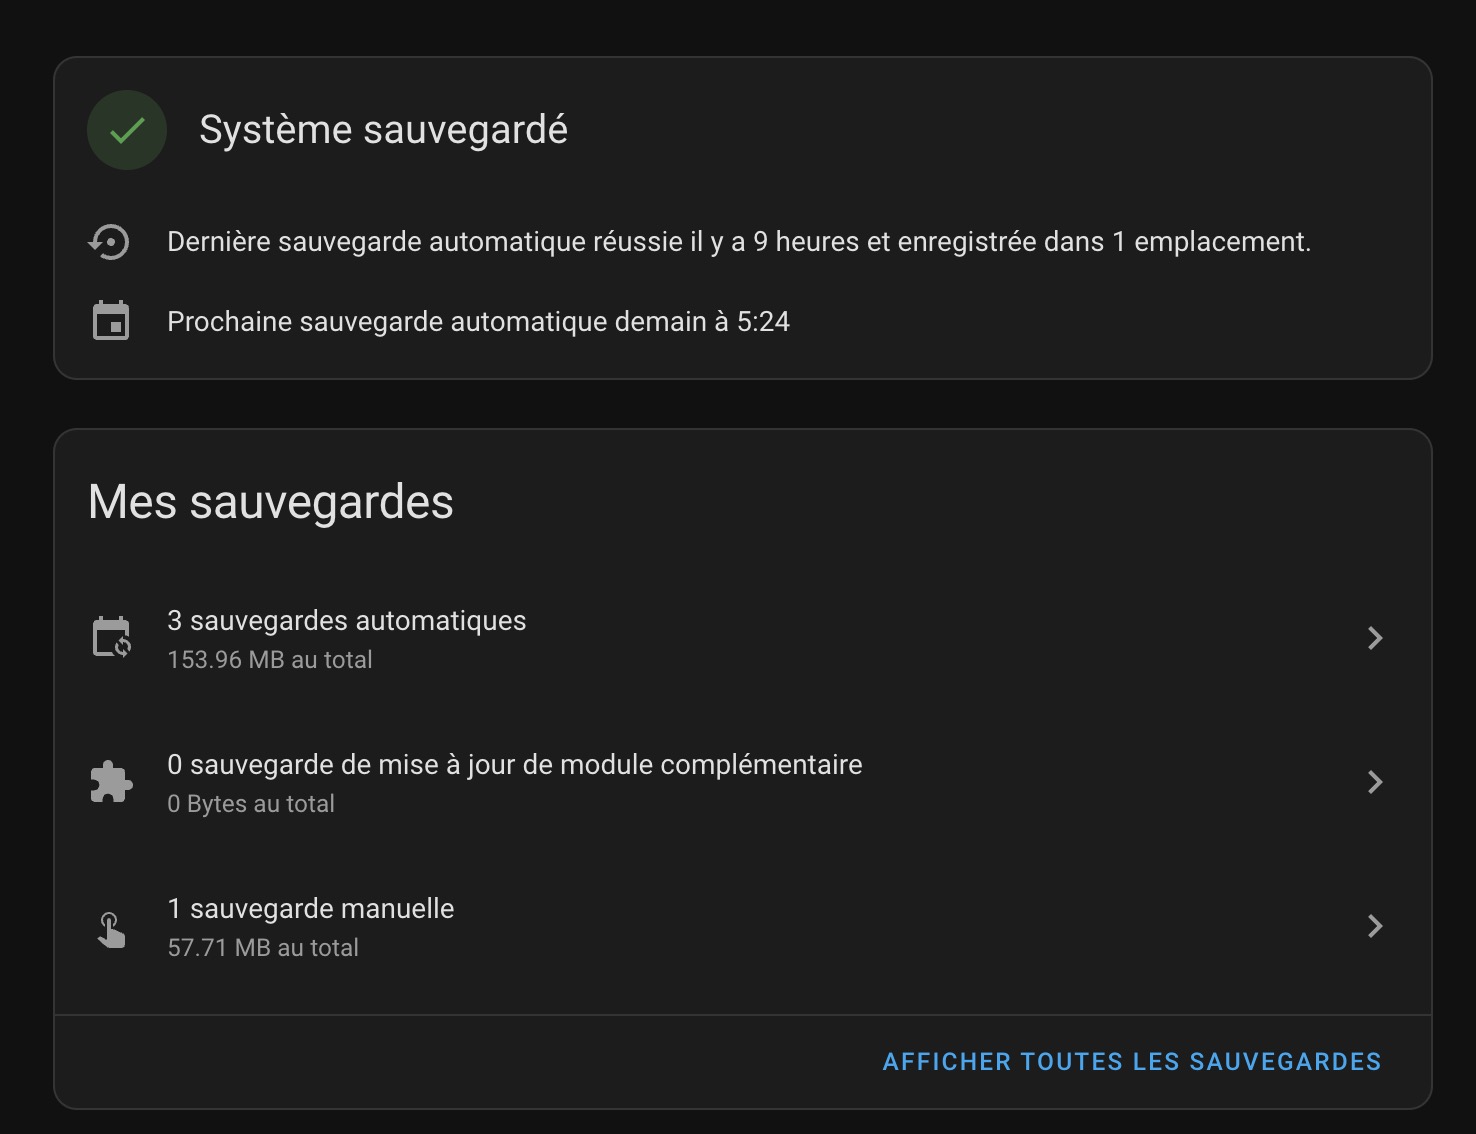 Système sauvegardé
Dernière sauvegarde automatique réussie il y a 9 heures et enregistrée dans 1 emplacement.
Prochaine sauvegarde automatique demain à 5:24
Mes sauvegardes
3 sauvegardes automatiques
153.96 MB au total
0 sauvegarde de mise à jour de module complémentaire
0 Bytes au total
1 sauvegarde manuelle
57.71 MB au total
AFFICHER TOUTES LES SAUVEGARDES